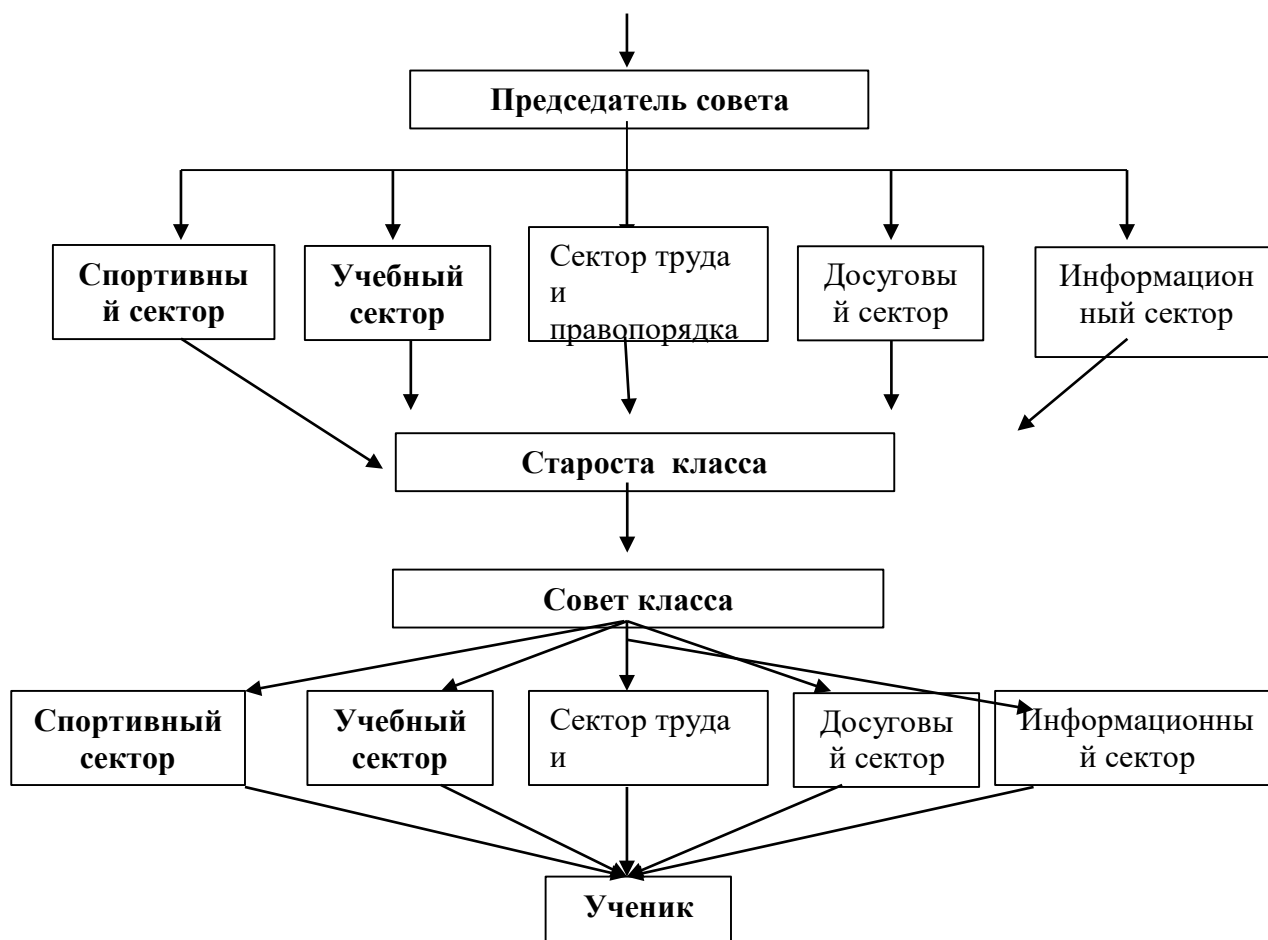 Председатель совета
Спортивны
й сектор
Учебный
сектор
Сектор труда
и
правопорядка
Досуговы
й сектор
Информацион
ный сектор
Староста класса
Совет класса
Спортивный
сектор
Учебный
сектор
Сектор труда
и
Досуговы
й сектор
Информационны
й сектор
Ученик